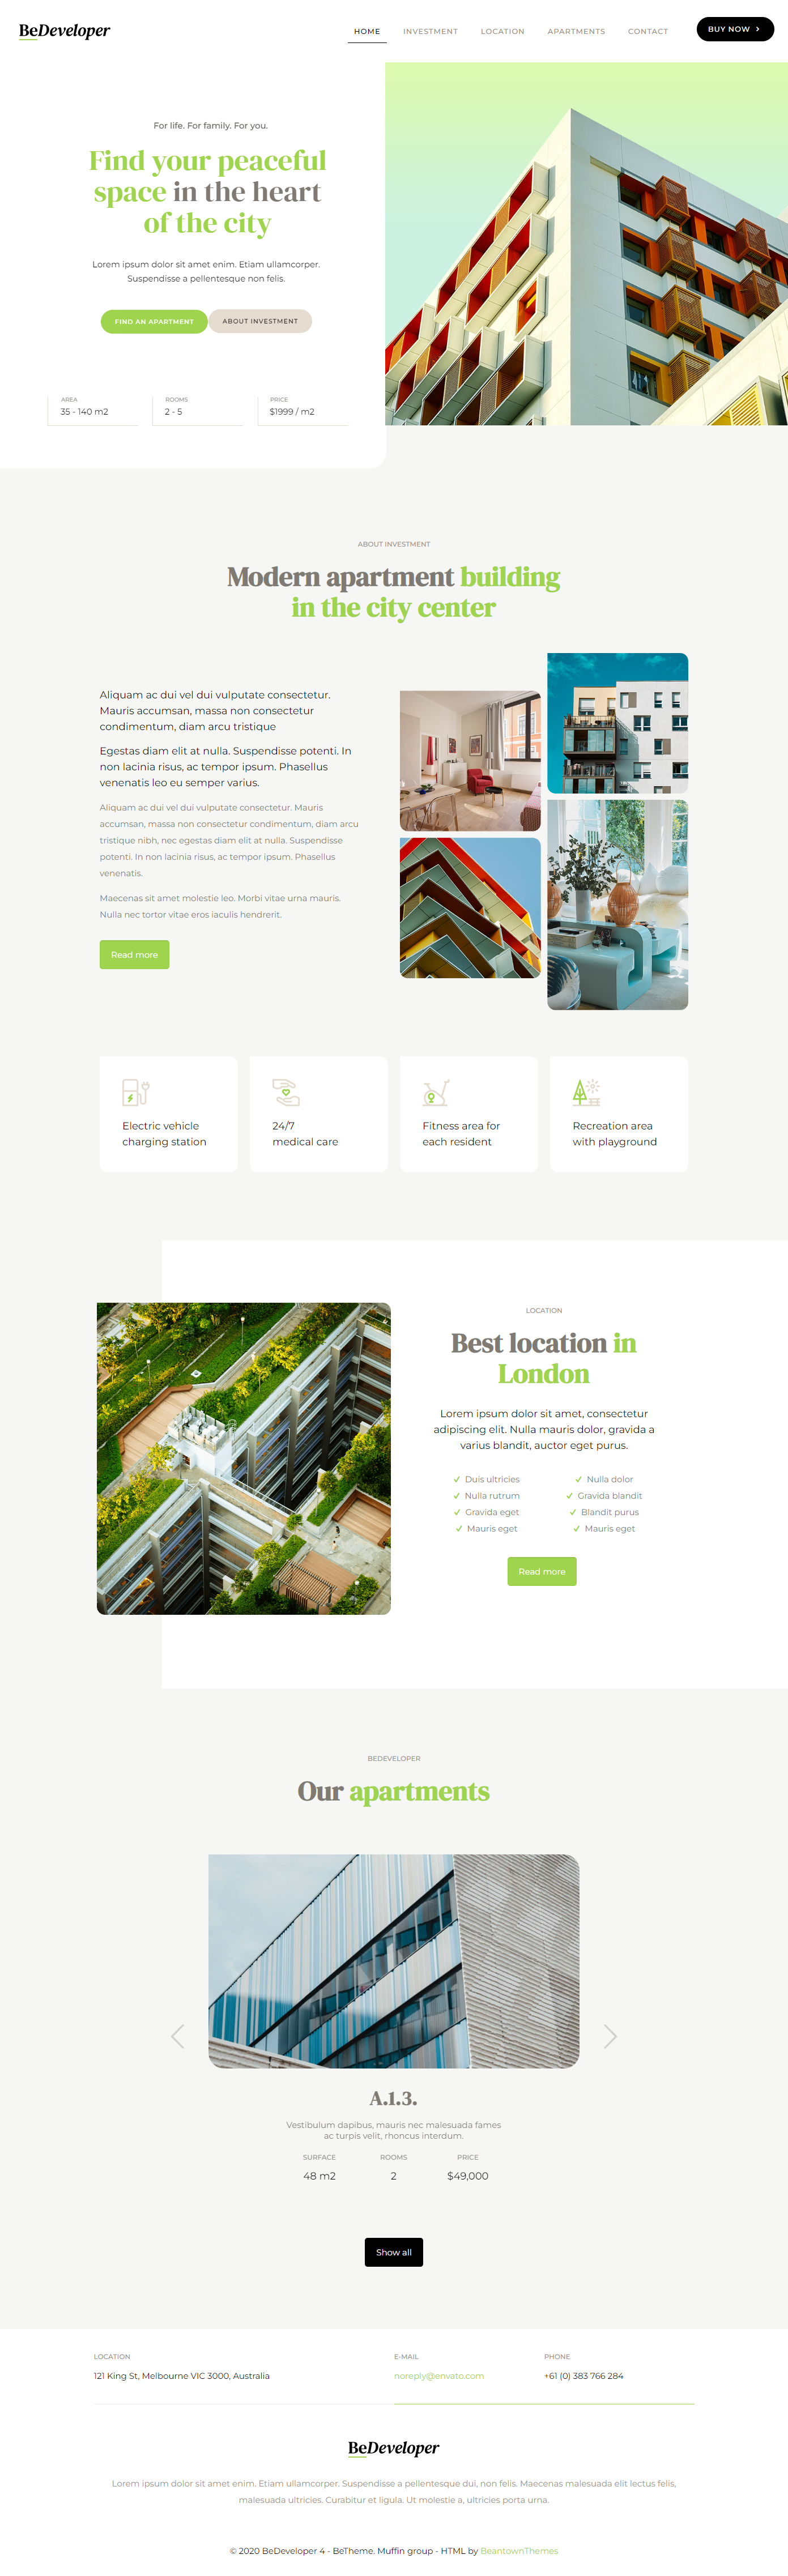 BeDeveloper
HOME
INVESTMENT
LOCATION
APARTMENTS
CONTACT
BUY NOW
For life. For family. For you.
Find your peaceful
space in the heart
of the city
Lorem ipsum dolor sit amet enim. Etiam ullamcorper.
Suspendisse a pellentesque non felis.
FIND AN APARTMENT
ABOUT INVESTMENT
AREA
35 - 140 m2
ROOMS
2 - 5
PRICE
$1999 / m2
ABOUT INVESTMENT
Modern apartment building
in the city center
Aliquam ac dui vel dui vulputate consectetur.
Mauris accumsan, massa non consectetur
condimentum, diam arcu tristique
Egestas diam elit at nulla. Suspendisse potenti. In
non lacinia risus, ac tempor ipsum. Phasellus
venenatis leo eu semper varius.
Aliquam ac dui vel dui vulputate consectetur. Mauris
accumsan, massa non consectetur condimentum, diam arcu
tristique nibh, nec egestas diam elit at nulla. Suspendisse
potenti. In non lacinia risus, ac tempor ipsum. Phasellus
venenatis.
Maecenas sit amet molestie leo. Morbi vitae urna mauris.
Nulla nec tortor vitae eros iaculis hendrerit.
Read more
Electric vehicle
charging station
24/7
medical care
Fitness area for
each resident
Recreation area
with playground
LOCATION
Best location in
London
Lorem ipsum dolor sit amet, consectetur
adipiscing elit. Nulla mauris dolor, gravida a
varius blandit, auctor eget purus.
Duis ultricies
Nulla rutrum
Gravida eget
Mauris eget
Nulla dolor
Gravida blandit
Blandit purus
Mauris eget
Read more
BEDEVELOPER
Our apartments
A.1.3.
Vestibulum dapibus, mauris nec malesuada fames
ac turpis velit, rhoncus interdum.
SURFACE
48 m2
ROOMS
2
PRICE
$49,000
Show all
LOCATION
121 King St, Melbourne VIC 3000, Australia
E-MAIL
noreply@envato.com
PHONE
+61 (0) 383 766 284
BeDeveloper
Lorem ipsum dolor sit amet enim. Etiam ullamcorper. Suspendisse a pellentesque dui, non felis. Maecenas malesuada elit lectus felis,
malesuada ultricies. Curabitur et ligula. Ut molestie a, ultricies porta urna.
© 2020 BeDeveloper 4 - BeTheme. Muffin group - HTML by BeantownThemes